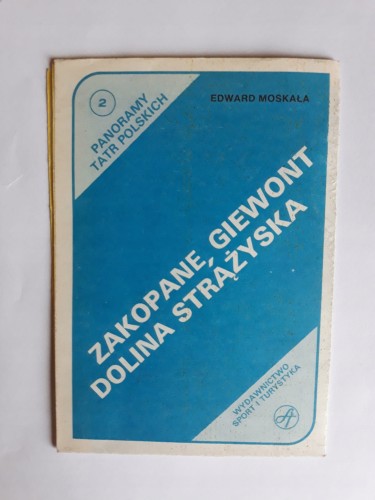 2
PANORAMY
TATR POLSKICH
EDWARD MOSKAŁA
ZAKOPANE, GIEWONT
DOLINA STRĄŻYSKA
WYDAWNICTWO
SPORT I TURYSTYKA